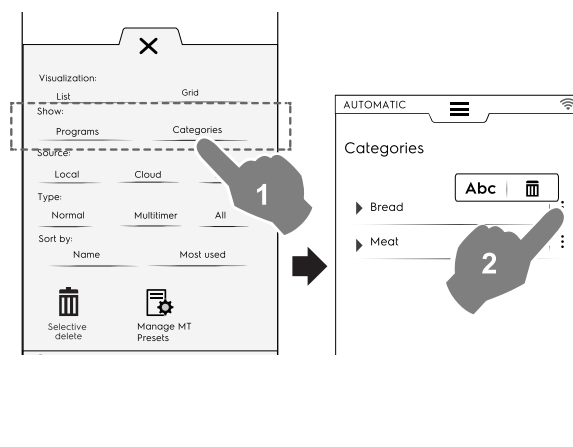 Visualization:
List Grid
Show:
Programs Categories
Source:
Local Cloud
Type:
Normal Multitimer All
Sort by:
Name Most used
Selective
delete
Manage MT
Presets
1
AUTOMATIC
Categories
Abc
Bread
Meat
2